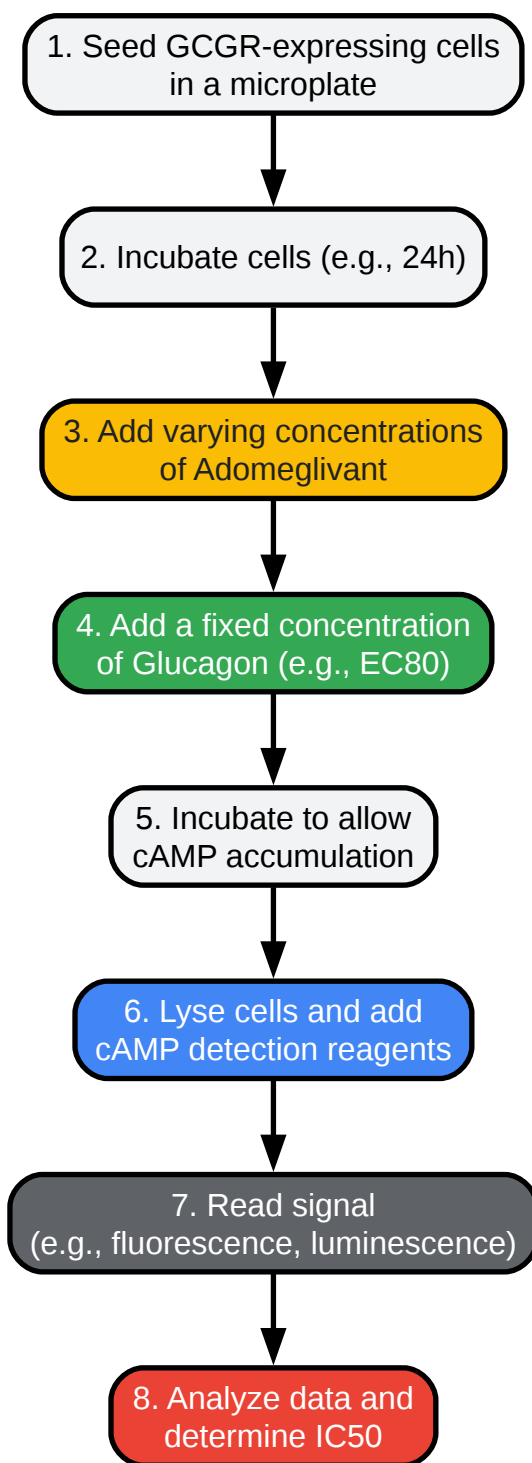 1. Seed GCGR-expressing cells
in a microplate
2. Incubate cells (e.g., 24h)
3. Add varying concentrations
of Adomeglivant
4. Add a fixed concentration
of Glucagon (e.g., EC80)
5. Incubate to allow
cAMP accumulation
6. Lyse cells and add
cAMP detection reagents
7. Read signal
(e.g., fluorescence, luminescence)
8. Analyze data and
determine IC50